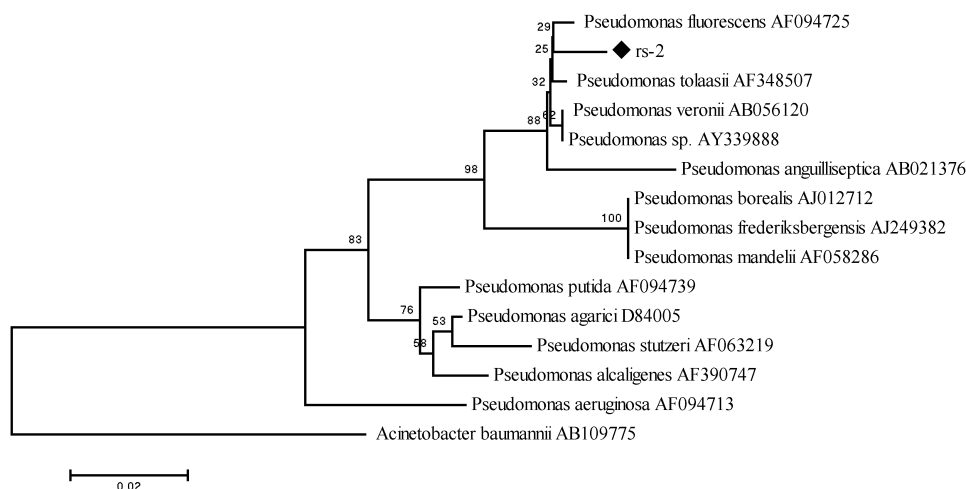 29
Pseudomonas fluorescens AF094725
25
rs-2
32
Pseudomonas tolaasii AF348507
Pseudomonas veronii AB056120
88
62
Pseudomonas sp. AY339888
98
Pseudomonas anguilliseptica AB021376
Pseudomonas borealis AJ012712
100
Pseudomonas frederiksbergensis AJ249382
83
Pseudomonas mandelii AF058286
Pseudomonas putida AF094739
76
53
Pseudomonas agarici D84005
58
Pseudomonas stutzeri AF063219
Pseudomonas alcaligenes AF390747
Pseudomonas aeruginosa AF094713
Acinetobacter baumannii AB109775
0.02